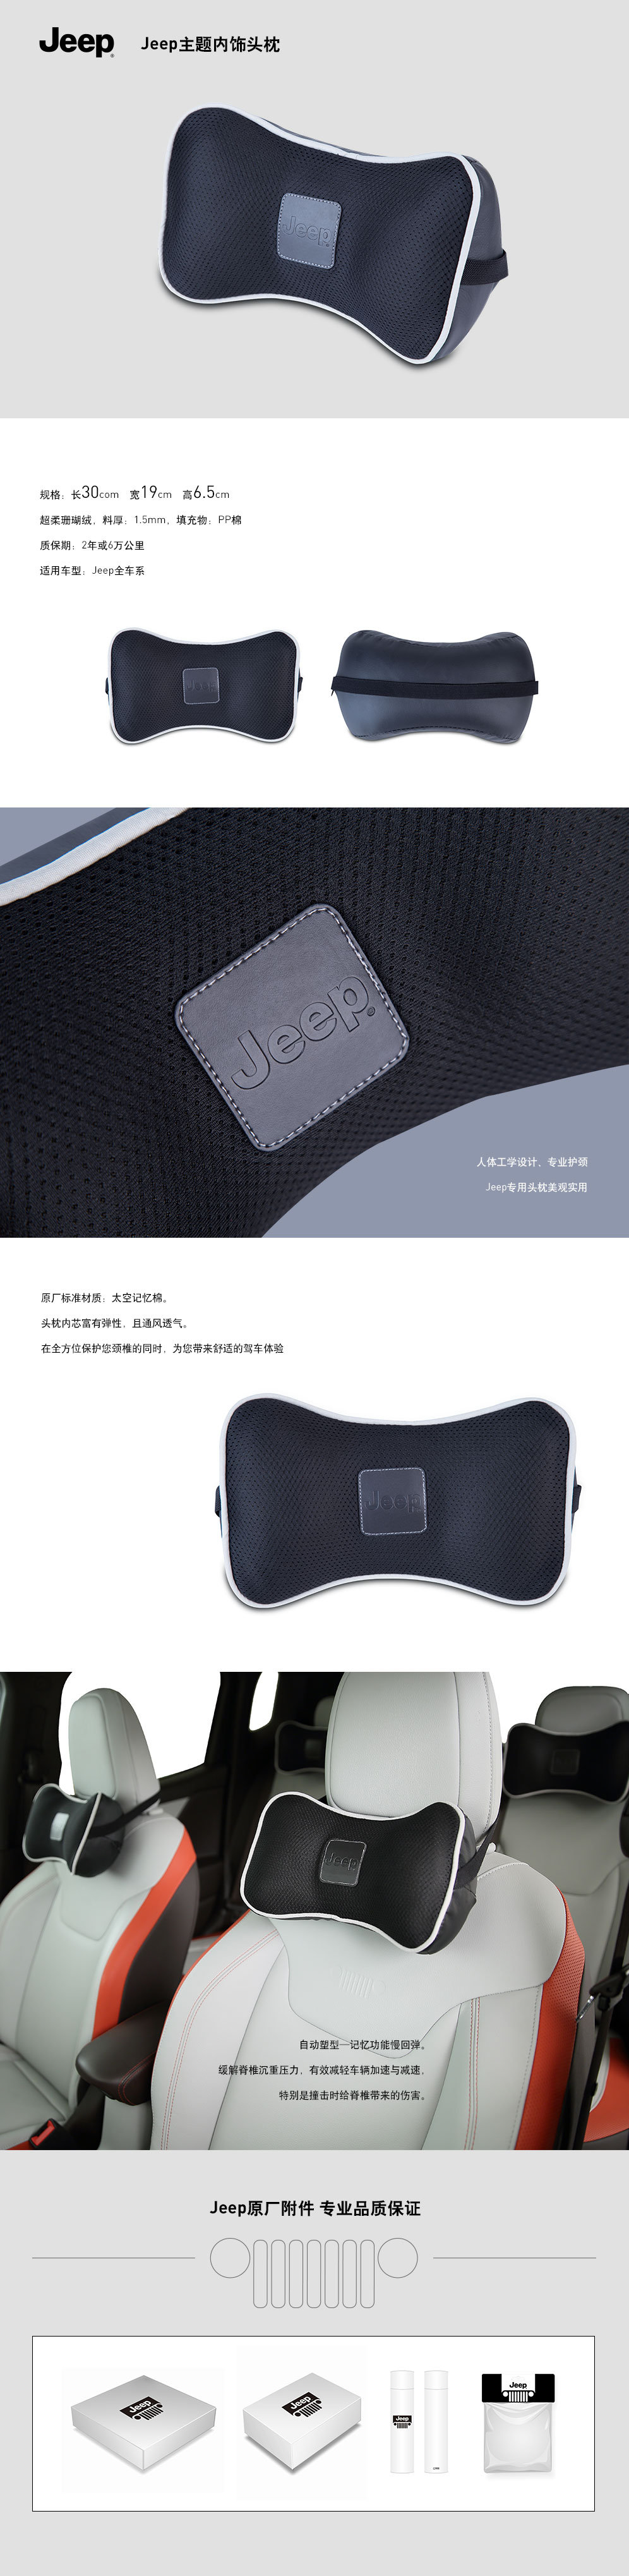 Jeep
Jeep主题内饰头枕
Jeep
规格：长30com 宽19cm 高6.5cm
超柔珊瑚绒，料厚：1.5mm，填充物：PP棉
质保期：2年或6万公里
适用车型：Jeep全车系
Jeep
Jeep
人体工学设计、专业护颈
Jeep专用头枕美观实用
原厂标准材质：太空记忆棉。
头枕内芯富有弹性，且通风透气。
在全方位保护您颈椎的同时，为您带来舒适的驾车体验
Jeep
Jeep
自动塑型一记忆功能慢回弹。
缓解脊椎沉重压力，有效减轻车辆加速与减速，
特别是撞击时给脊椎带来的伤害。
Jeep原厂附件 专业品质保证
Jeep
Jeep
Jeep
Jeep